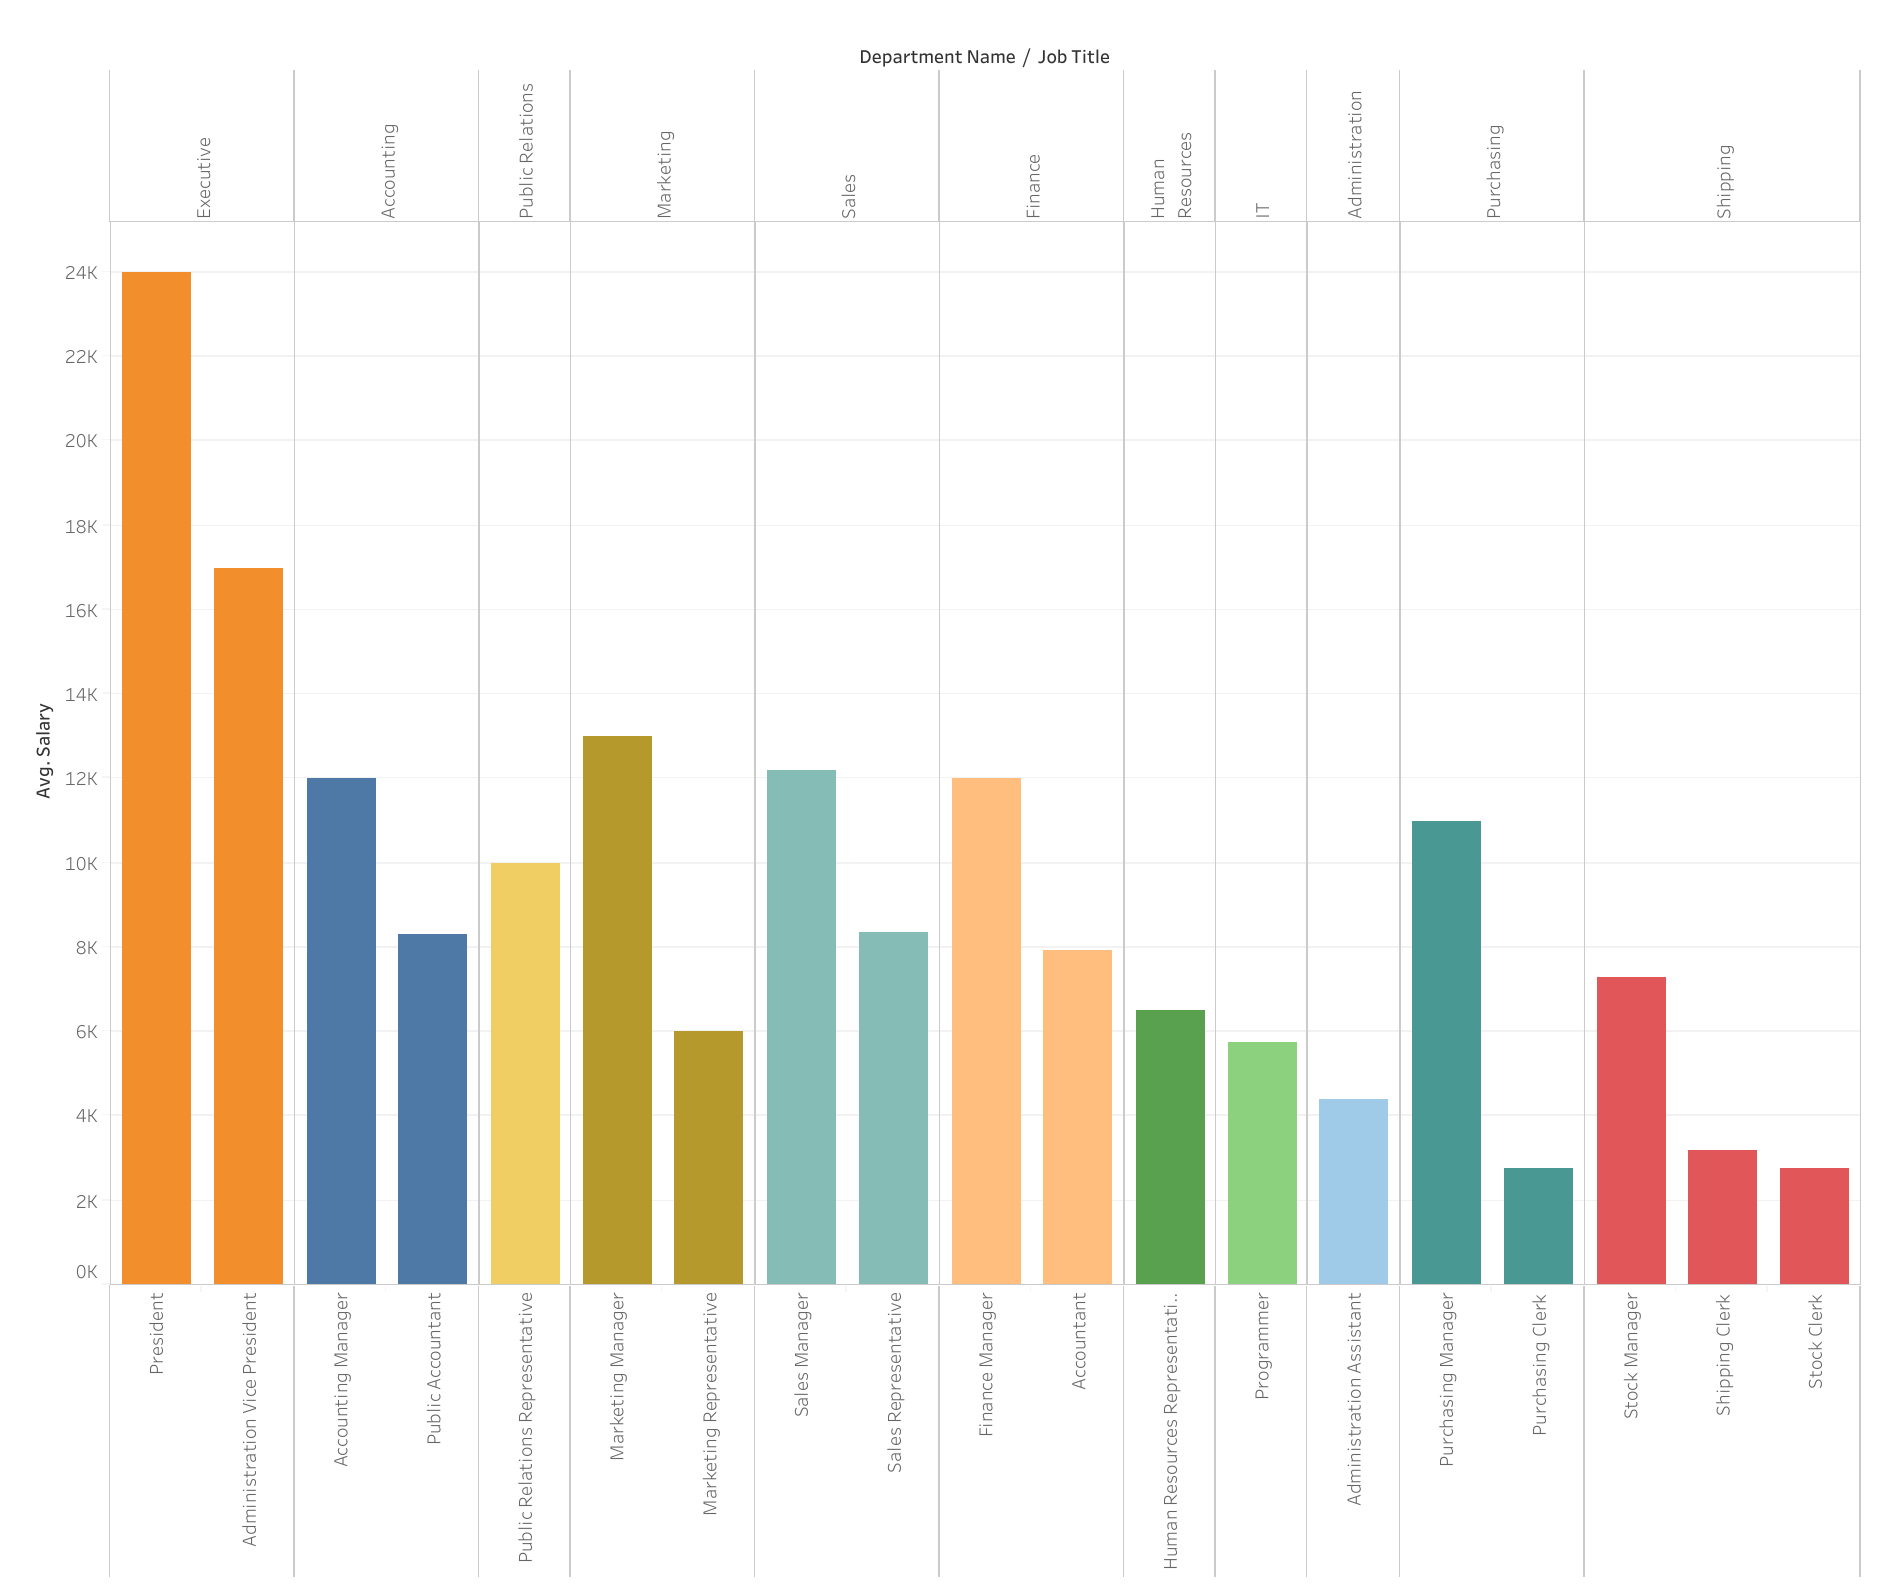 Department Name / Job Title
Executive
Accounting
Public Relations
Marketing
Sales
Finance
Human
Resources
IT
Administration
Purchasing
Shipping
24K
22K
20K
18K
16K
14K
12K
10K
8K
6K
4K
2K
0K
Avg. Salary
President
Administration Vice President
Accounting Manager
Public Accountant
Public Relations Representative
Marketing Manager
Marketing Representative
Sales Manager
Sales Representative
Finance Manager
Accountant
Human Resources Representati..
Programmer
Administration Assistant
Purchasing Manager
Purchasing Clerk
Stock Manager
Shipping Clerk
Stock Clerk